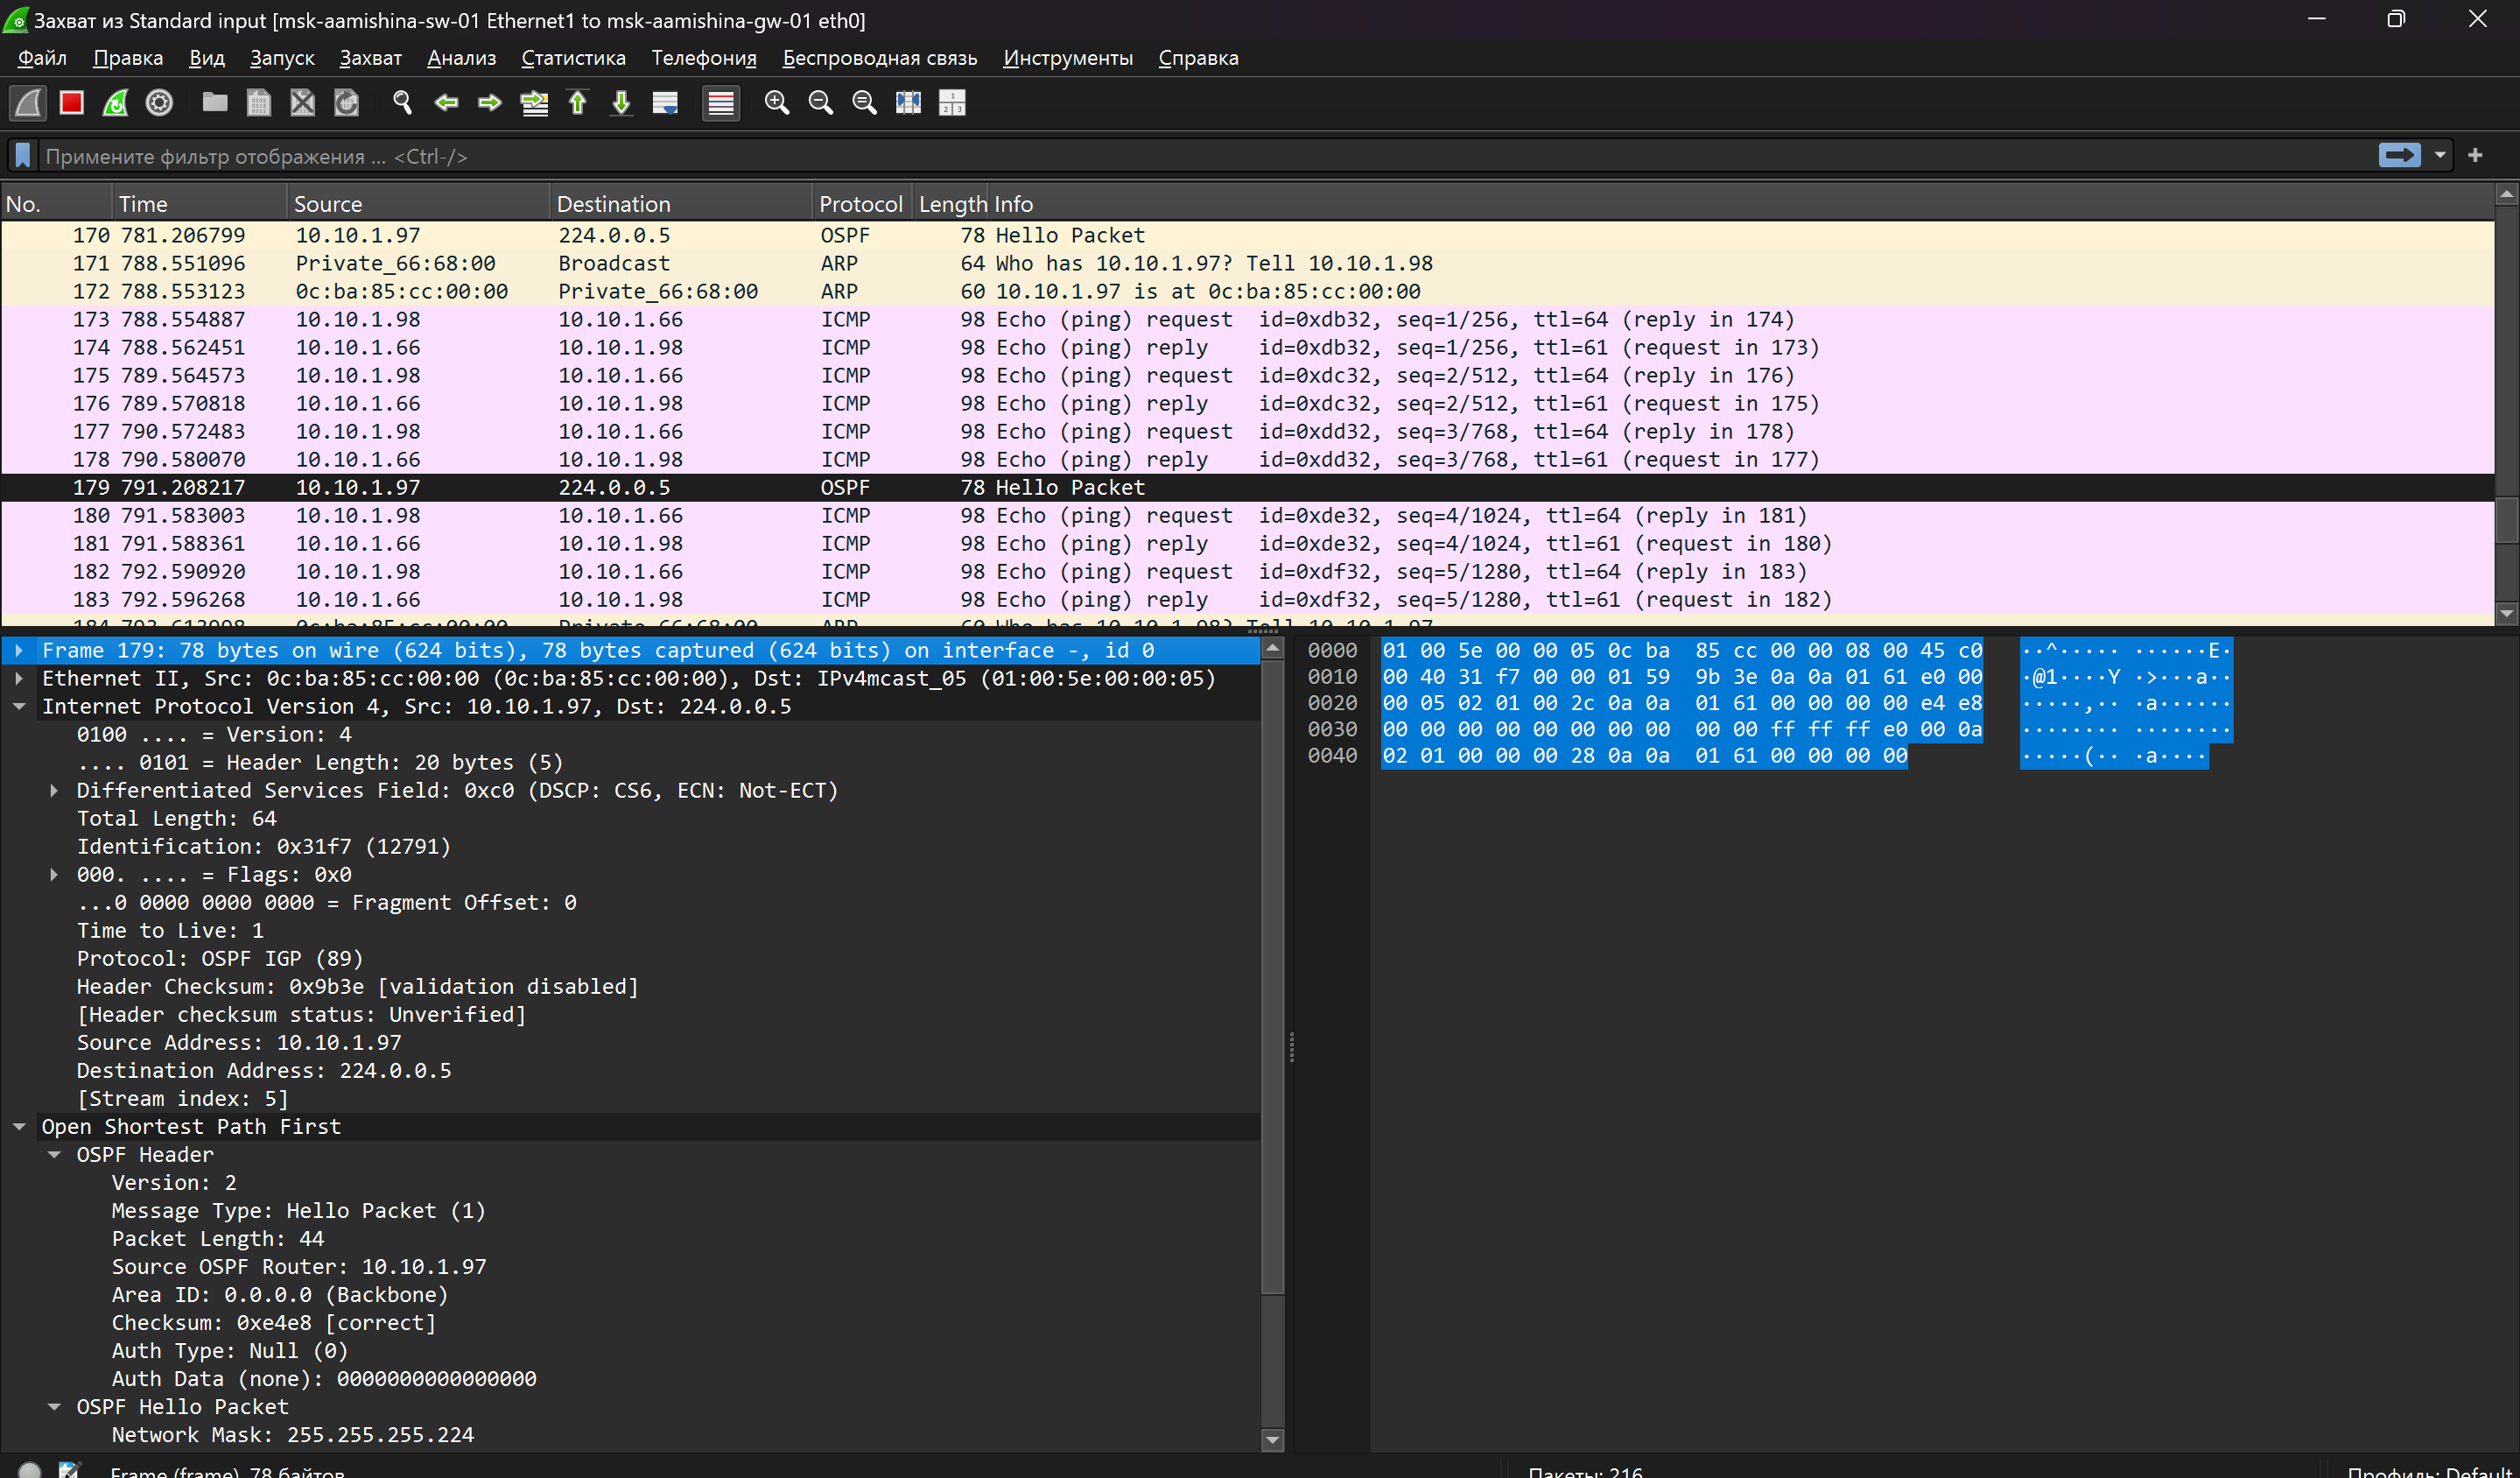 Захват из Standard input [msk-aamishina-sw-01 Ethernet1 to msk-aamishina-gw-01 eth0]
Файл Правка Вид Запуск Захват Анализ Статистика Телефония Беспроводная связь Инструменты Справка
Примените фильтр отображения ... <Ctrl-/>
No. Time Source Destination Protocol Length Info
170 781.206799 10.10.1.97 224.0.0.5 OSPF 78 Hello Packet
171 788.551096 Private_66:68:00 Broadcast ARP 64 Who has 10.10.1.97? Tell 10.10.1.98
172 788.553123 0c:ba:85:cc:00:00 Private_66:68:00 ARP 60 10.10.1.97 is at 0c:ba:85:cc:00:00
173 788.554887 10.10.1.98 10.10.1.66 ICMP 98 Echo (ping) request id=0xdb32, seq=1/256, ttl=64 (reply in 174)
174 788.562451 10.10.1.66 10.10.1.98 ICMP 98 Echo (ping) reply id=0xdb32, seq=1/256, ttl=61 (request in 173)
175 789.564573 10.10.1.98 10.10.1.66 ICMP 98 Echo (ping) request id=0xdc32, seq=2/512, ttl=64 (reply in 176)
176 789.570818 10.10.1.66 10.10.1.98 ICMP 98 Echo (ping) reply id=0xdc32, seq=2/512, ttl=61 (request in 175)
177 790.572483 10.10.1.98 10.10.1.66 ICMP 98 Echo (ping) request id=0xdd32, seq=3/768, ttl=64 (reply in 178)
178 790.580070 10.10.1.66 10.10.1.98 ICMP 98 Echo (ping) reply id=0xdd32, seq=3/768, ttl=61 (request in 177)
179 791.208217 10.10.1.97 224.0.0.5 OSPF 78 Hello Packet
180 791.583003 10.10.1.98 10.10.1.66 ICMP 98 Echo (ping) request id=0xde32, seq=4/1024, ttl=64 (reply in 181)
181 791.588361 10.10.1.66 10.10.1.98 ICMP 98 Echo (ping) reply id=0xde32, seq=4/1024, ttl=61 (request in 180)
182 792.590920 10.10.1.98 10.10.1.66 ICMP 98 Echo (ping) request id=0xdf32, seq=5/1280, ttl=64 (reply in 183)
183 792.596268 10.10.1.66 10.10.1.98 ICMP 98 Echo (ping) reply id=0xdf32, seq=5/1280, ttl=61 (request in 182)
Frame 179: 78 bytes on wire (624 bits), 78 bytes captured (624 bits) on interface -, id 0
Ethernet II, Src: 0c:ba:85:cc:00:00 (0c:ba:85:cc:00:00), Dst: IPv4mcast_05 (01:00:5e:00:00:05)
Internet Protocol Version 4, Src: 10.10.1.97, Dst: 224.0.0.5
0100 .... = Version: 4
.... 0101 = Header Length: 20 bytes (5)
Differentiated Services Field: 0xc0 (DSCP: CS6, ECN: Not-ECT)
Total Length: 64
Identification: 0x31f7 (12791)
000. .... = Flags: 0x0
...0 0000 0000 0000 = Fragment Offset: 0
Time to Live: 1
Protocol: OSPF IGP (89)
Header Checksum: 0x9b3e [validation disabled]
[Header checksum status: Unverified]
Source Address: 10.10.1.97
Destination Address: 224.0.0.5
[Stream index: 5]
Open Shortest Path First
OSPF Header
Version: 2
Message Type: Hello Packet (1)
Packet Length: 44
Source OSPF Router: 10.10.1.97
Area ID: 0.0.0.0 (Backbone)
Checksum: 0xe4e8 [correct]
Auth Type: Null (0)
Auth Data (none): 0000000000000000
OSPF Hello Packet
Network Mask: 255.255.255.224
0000 01 00 5e 00 00 05 0c ba 85 cc 00 00 08 00 45 c0 ··^····· ······E·
0010 00 40 31 f7 00 00 01 59 9b 3e 0a 0a 01 61 e0 00 ·@1····Y ·>···a··
0020 00 05 02 01 00 2c 0a 0a 01 61 00 00 00 00 e4 e8 ·····,·· ·a······
0030 00 00 00 00 00 00 00 00 00 00 ff ff ff e0 00 0a ········ ········
0040 02 01 00 00 00 28 0a 0a 01 61 00 00 00 00 ·····(·· ·a····
Frame (frame), 78 байтов
Пакеты: 216
Профиль: Default